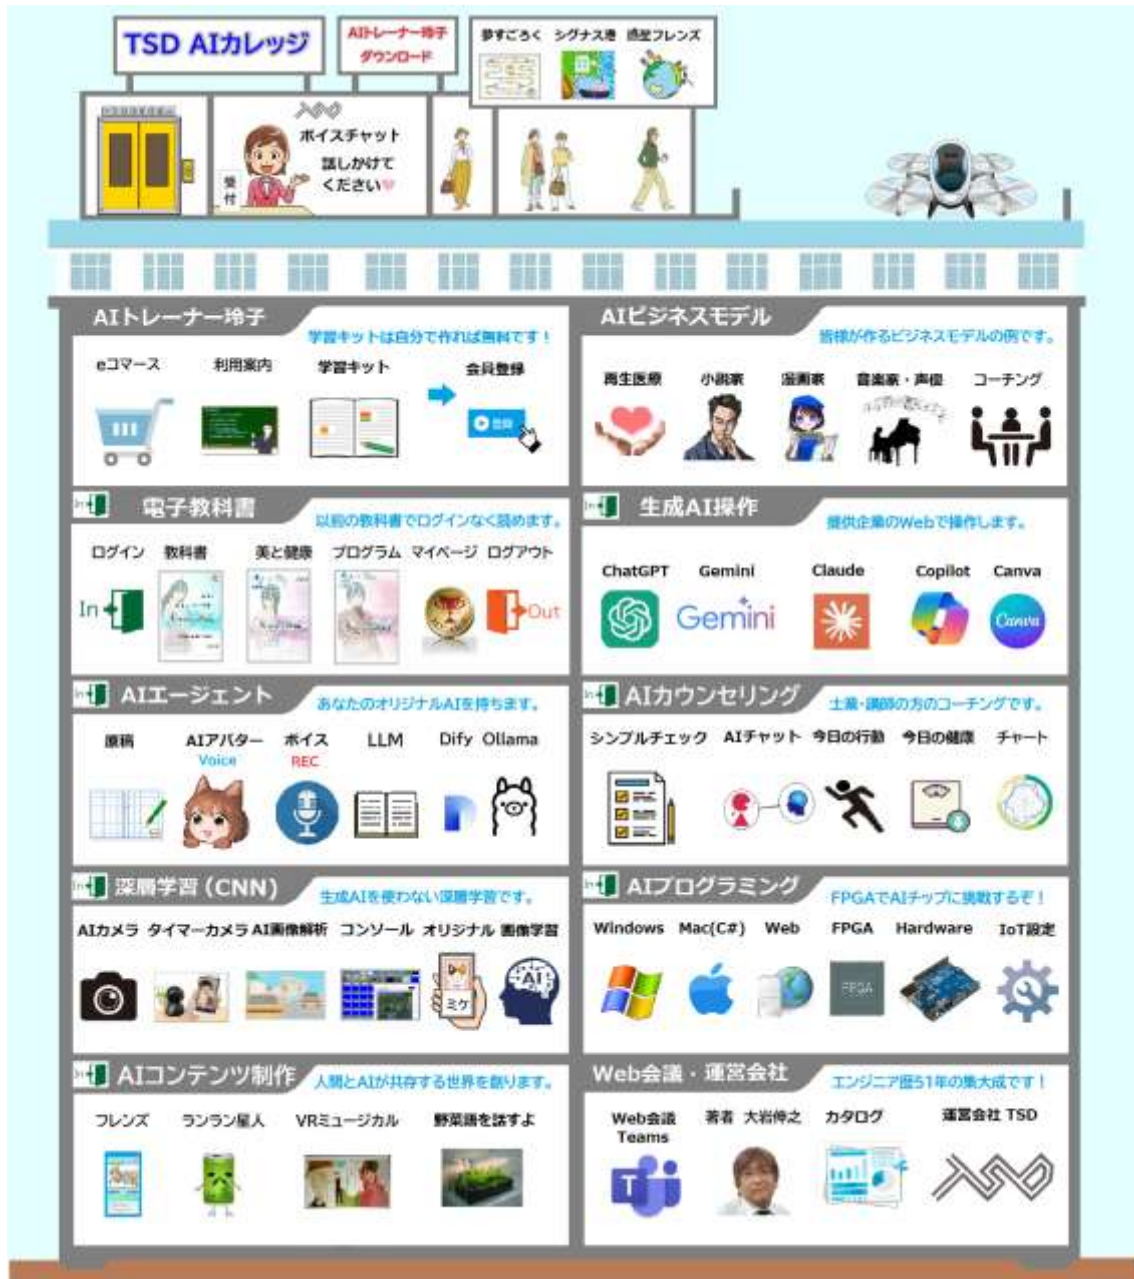 TSD AIカレッジ
AIトレーナー玲子
ダウンロード
夢すごろく シグナス港 惑星フレンズ
ボイスチャット
話しかけて
ください♥
受付
AIトレーナー玲子
学習キットは自分で作れば無料です！
eコマース 利用案内 学習キット 会員登録
登録
AIビジネスモデル
皆様が作るビジネスモデルの例です。
再生医療 小説家 漫画家 音楽家・声優 コーチング
In 電子教科書
以前の教科書でログインなく読めます。
ログイン 教科書 美と健康 プログラム マイページ ログアウト
In Out
In 生成AI操作
提供企業のWebで操作します。
ChatGPT Gemini Claude Copilot Canva
Gemini Canva
In AIエージェント
あなたのオリジナルAIを持ちます。
原稿 AIアバター ボイス LLM Dify Ollama
Voice REC
In AIカウンセリング
士業・講師の方のコーチングです。
シンプルチェック AIチャット 今日の行動 今日の健康 チャート
In 深層学習(CNN)
生成AIを使わない深層学習です。
AIカメラ タイマーカメラ AI画像解析 コンソール オリジナル 画像学習
ミケ AI
In AIプログラミング
FPGAでAIチップに挑戦するぞ！
Windows Mac(C#) Web FPGA Hardware IoT設定
FPGA
In AIコンテンツ制作
人間とAIが共存する世界を創ります。
フレンズ ランラン星人 VRミュージカル 野菜語を話すよ
Web会議・運営会社
エンジニア歴51年の集大成です！
Web会議 著者 大岩伸之 カタログ 運営会社 TSD
Teams